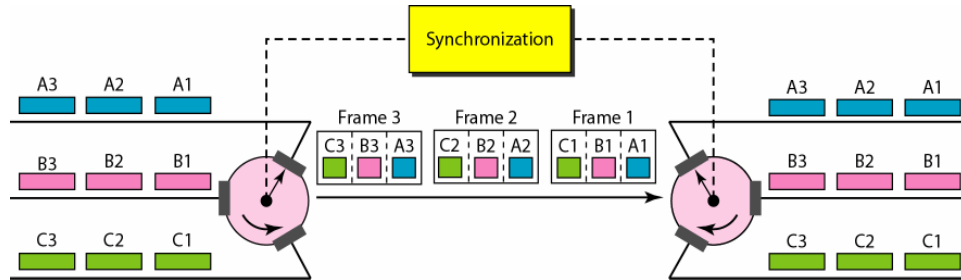 Synchronization
A3 A2 A1
A3 A2 A1
Frame 3 Frame 2 Frame 1
C3 B3 A3 C2 B2 A2 C1 B1 A1
B3 B2 B1
B3 B2 B1
C3 C2 C1
C3 C2 C1